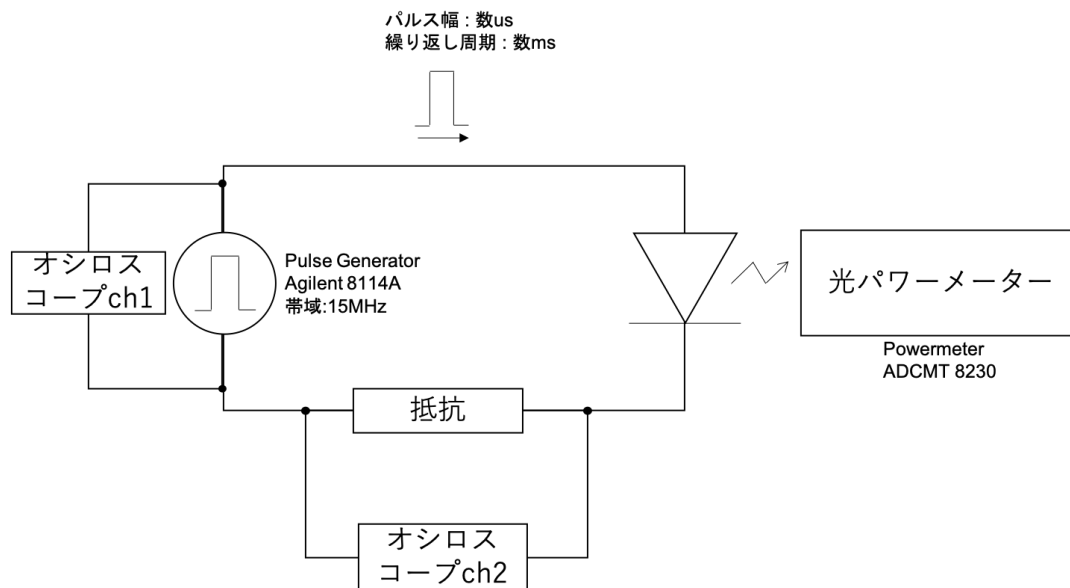 パルス幅 : 数us
繰り返し周期 : 数ms
オシロス
コープch1
Pulse Generator
Agilent 8114A
帯域:15MHz
光パワーメーター
Powermeter
ADCMT 8230
抵抗
オシロス
コープch2